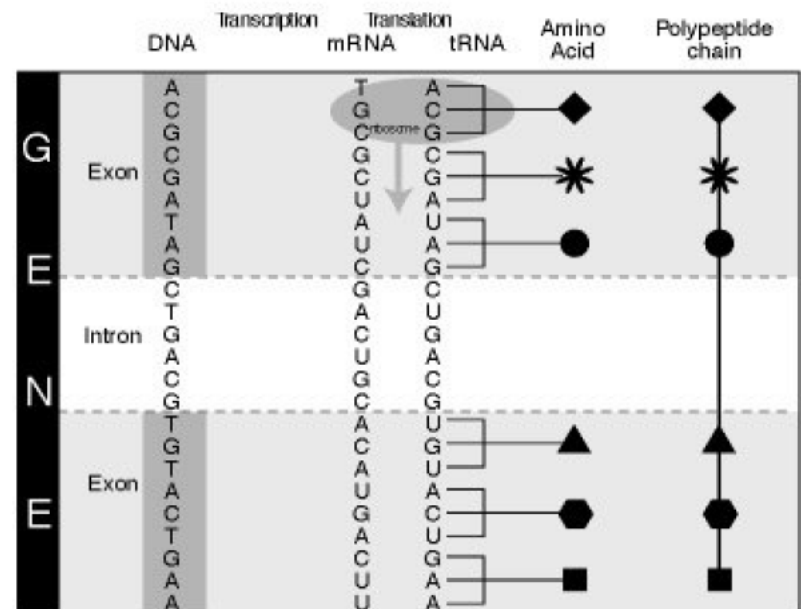 Transcription Translation
DNA mRNA tRNA Amino Acid Polypeptide chain
A T A
C G C
G C ribosome G
G C G C
Exon G C G
A U A
T A U
A U A
E G C G
C G C
T A U
Intron G C G
A U A
N C G C
G C G
T A U
G C G
T A U
Exon A U A
E C G C
T A U
G C G
A U A
A U A